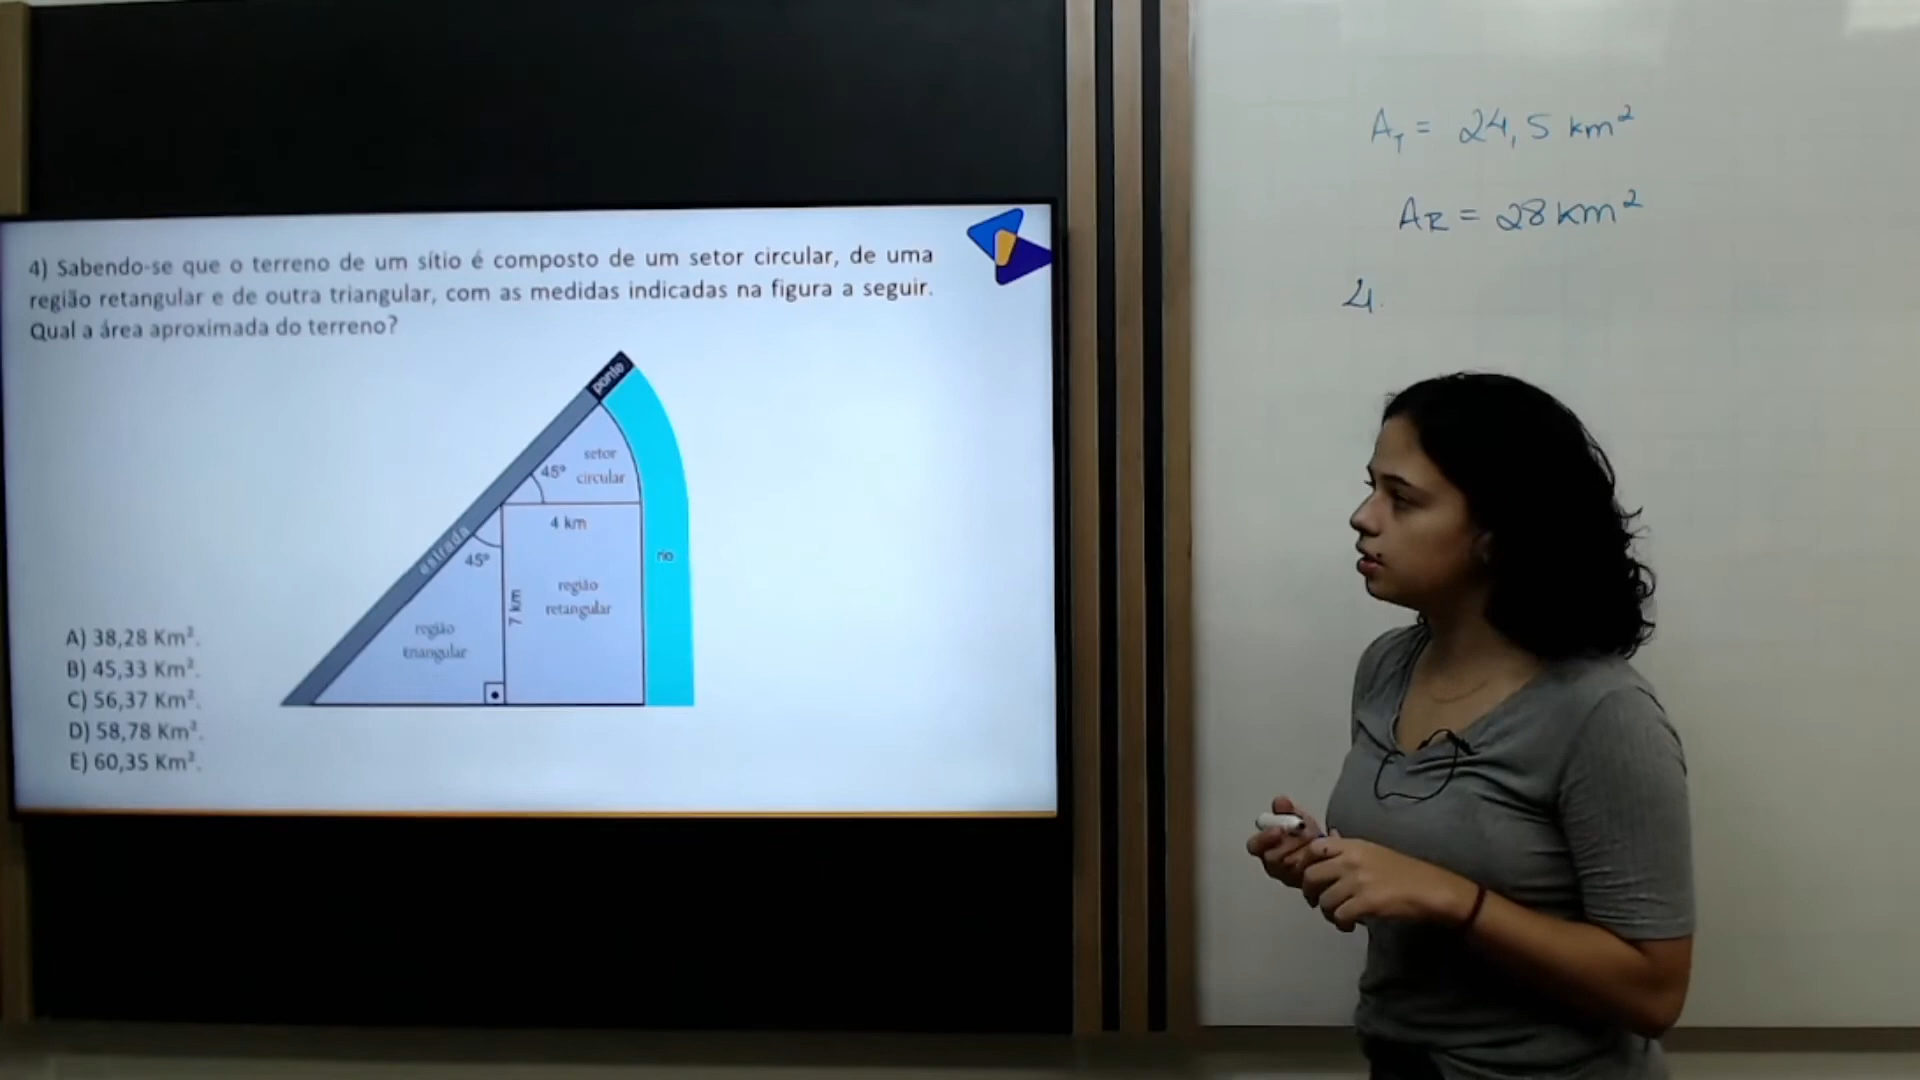 4) Sabendo-se que o terreno de um sítio é composto de um setor circular, de uma
região retangular e de outra triangular, com as medidas indicadas na figura a seguir.
Qual a área aproximada do terreno?
ponte
setor
circular
45°
4 km
estrada
45°
rio
região
retangular
7 km
região
triangular
A) 38,28 Km².
B) 45,33 Km².
C) 56,37 Km².
D) 58,78 Km².
E) 60,35 Km².
A_T = 24,5 km²
A_R = 28 km²
4.